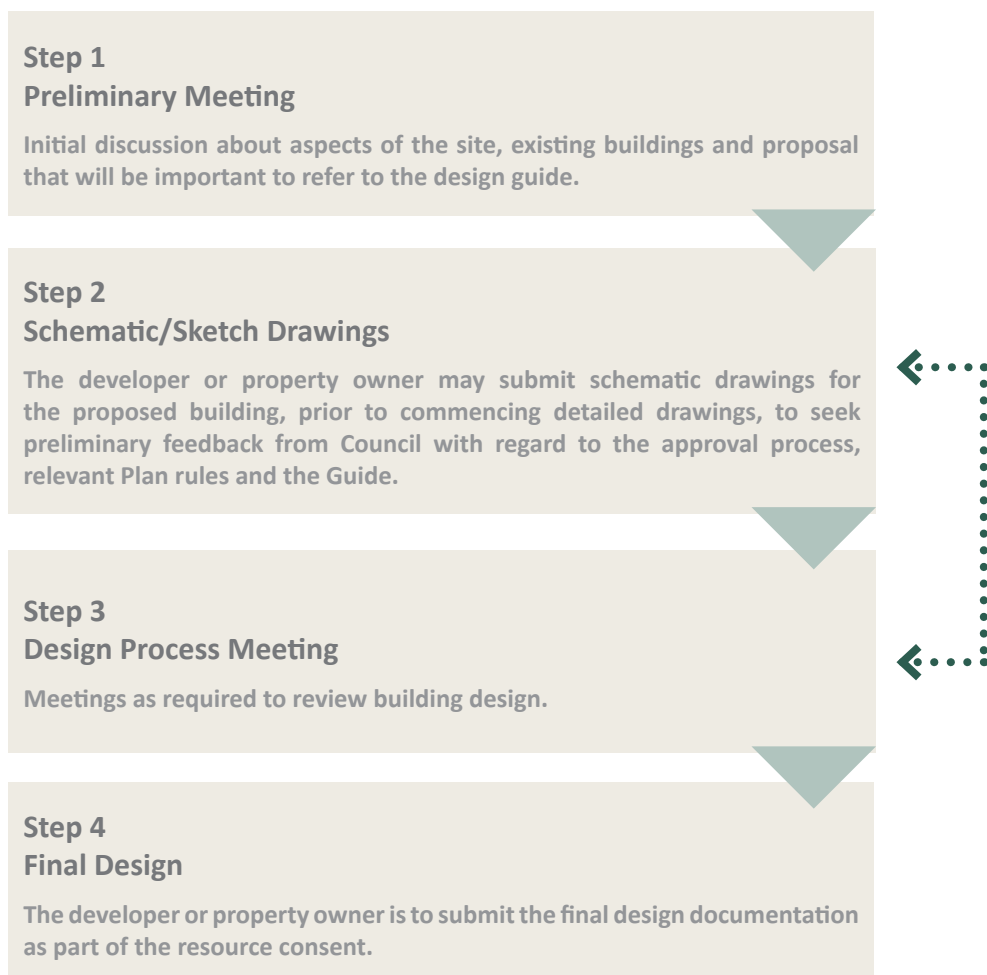 Step 1
Preliminary Meeting
Initial discussion about aspects of the site, existing buildings and proposal
that will be important to refer to the design guide.
Step 2
Schematic/Sketch Drawings
The developer or property owner may submit schematic drawings for
the proposed building, prior to commencing detailed drawings, to seek
preliminary feedback from Council with regard to the approval process,
relevant Plan rules and the Guide.
Step 3
Design Process Meeting
Meetings as required to review building design.
Step 4
Final Design
The developer or property owner is to submit the final design documentation
as part of the resource consent.